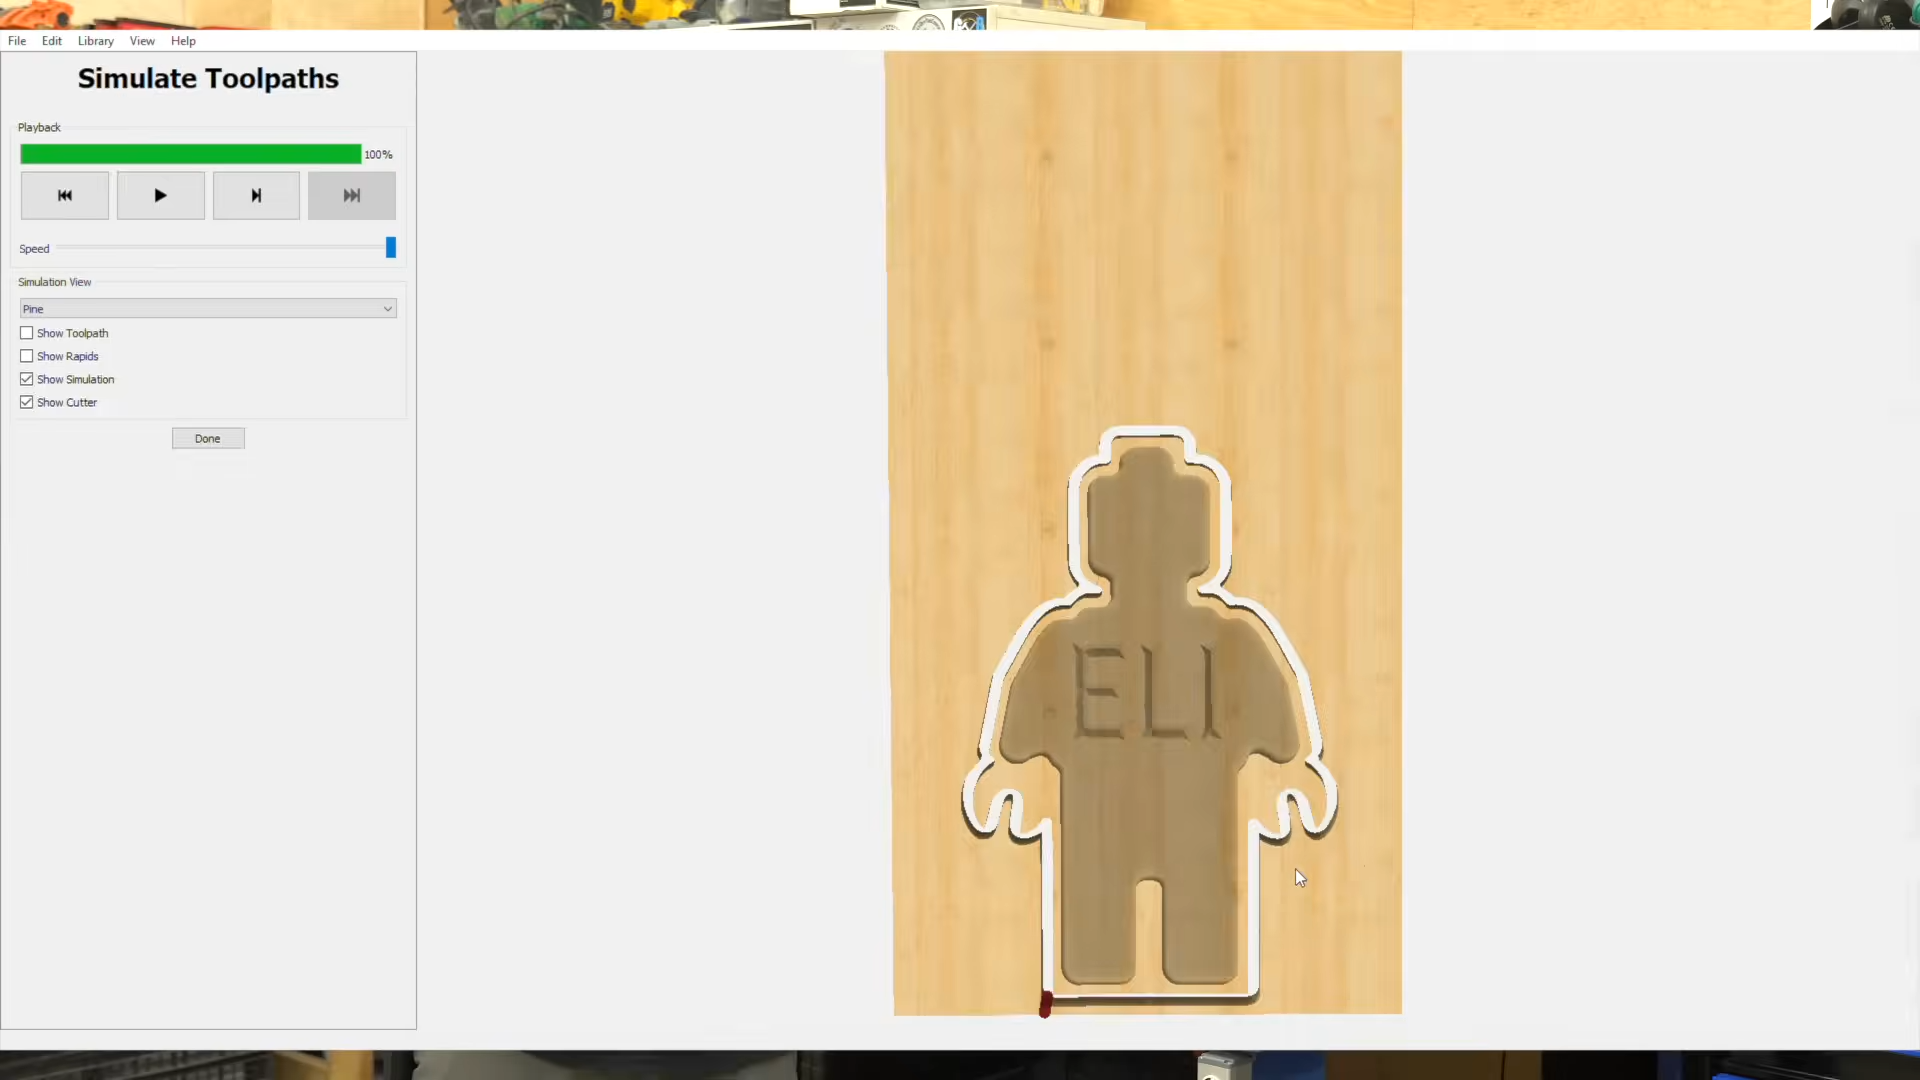 File Edit Library View Help
Simulate Toolpaths
Playback
100%
Speed
Simulation View
Pine
Show Toolpath
Show Rapids
Show Simulation
Show Cutter
Done
ELI